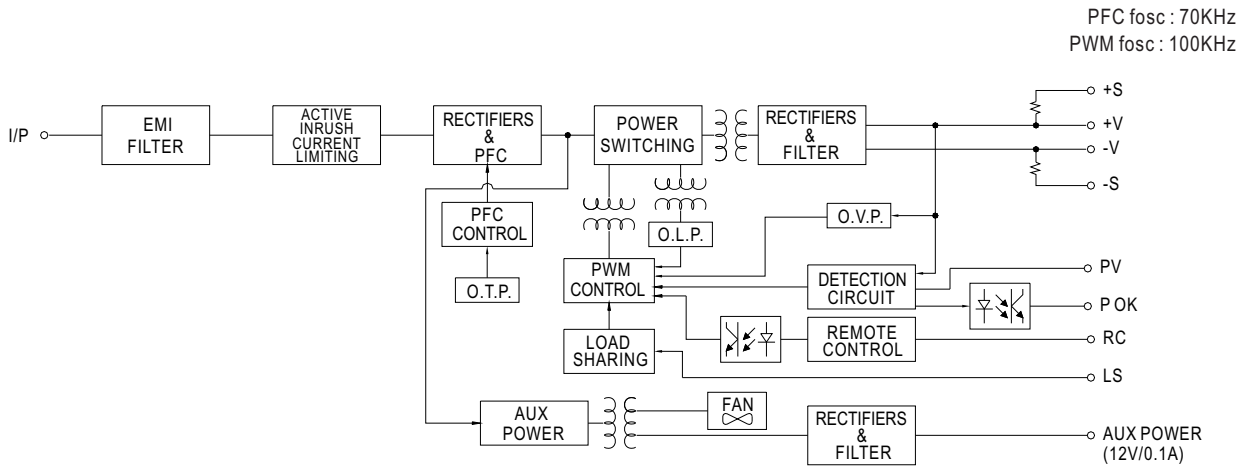 PFC fosc : 70KHz
PWM fosc : 100KHz
I/P
EMI
FILTER
ACTIVE
INRUSH
CURRENT
LIMITING
RECTIFIERS
&
PFC
POWER
SWITCHING
RECTIFIERS
&
FILTER
+S
+V
-V
-S
PFC
CONTROL
O.L.P.
O.V.P.
O.T.P.
PWM
CONTROL
DETECTION
CIRCUIT
PV
P OK
LOAD
SHARING
REMOTE
CONTROL
RC
LS
AUX
POWER
FAN
RECTIFIERS
&
FILTER
AUX POWER
(12V/0.1A)